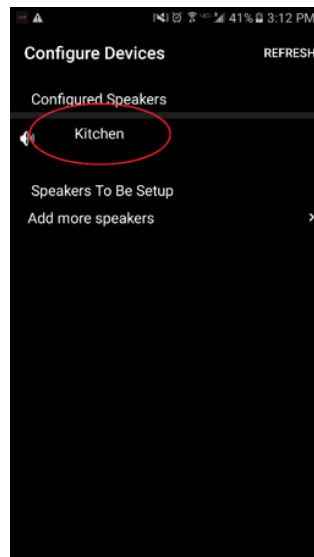 41% 3:12 PM
Configure Devices REFRESH
Configured Speakers
Kitchen
Speakers To Be Setup
Add more speakers